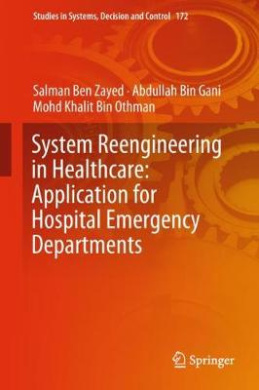 Studies in Systems, Decision and Control 172
Salman Ben Zayed · Abdullah Bin Gani
Mohd Khalit Bin Othman
System Reengineering
in Healthcare:
Application for
Hospital Emergency
Departments
Springer